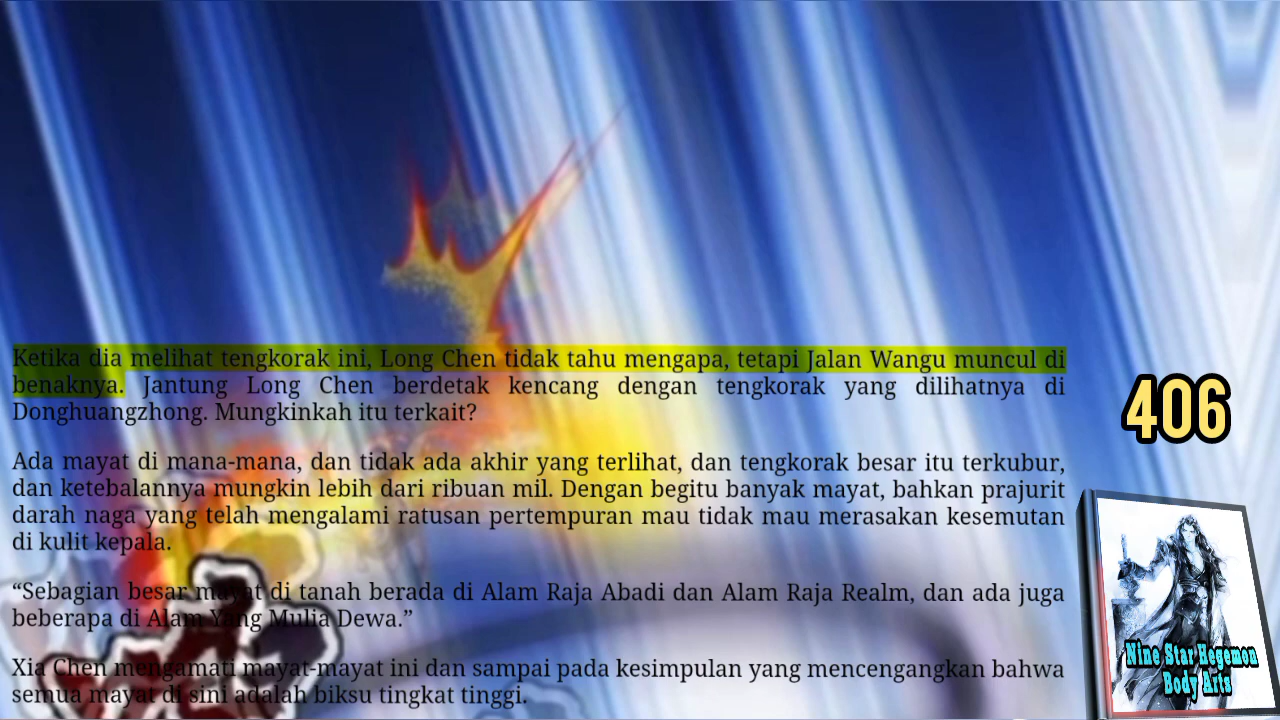 Ketika dia melihat tengkorak ini, Long Chen tidak tahu mengapa, tetapi Jalan Wangu muncul di
benaknya. Jantung Long Chen berdetak kencang dengan tengkorak yang dilihatnya di
Donghuangzhong. Mungkinkah itu terkait?
Ada mayat di mana-mana, dan tidak ada akhir yang terlihat, dan tengkorak besar itu terkubur,
dan ketebalannya mungkin lebih dari ribuan mil. Dengan begitu banyak mayat, bahkan prajurit
darah naga yang telah mengalami ratusan pertempuran mau tidak mau merasakan kesemutan
di kulit kepala.
“Sebagian besar mayat di tanah berada di Alam Raja Abadi dan Alam Raja Realm, dan ada juga
beberapa di Alam Yang Mulia Dewa.”
Xia Chen mengamati mayat-mayat ini dan sampai pada kesimpulan yang mencengangkan bahwa
semua mayat di sini adalah biksu tingkat tinggi.
406
Nine Star Hegemon
Body Arts